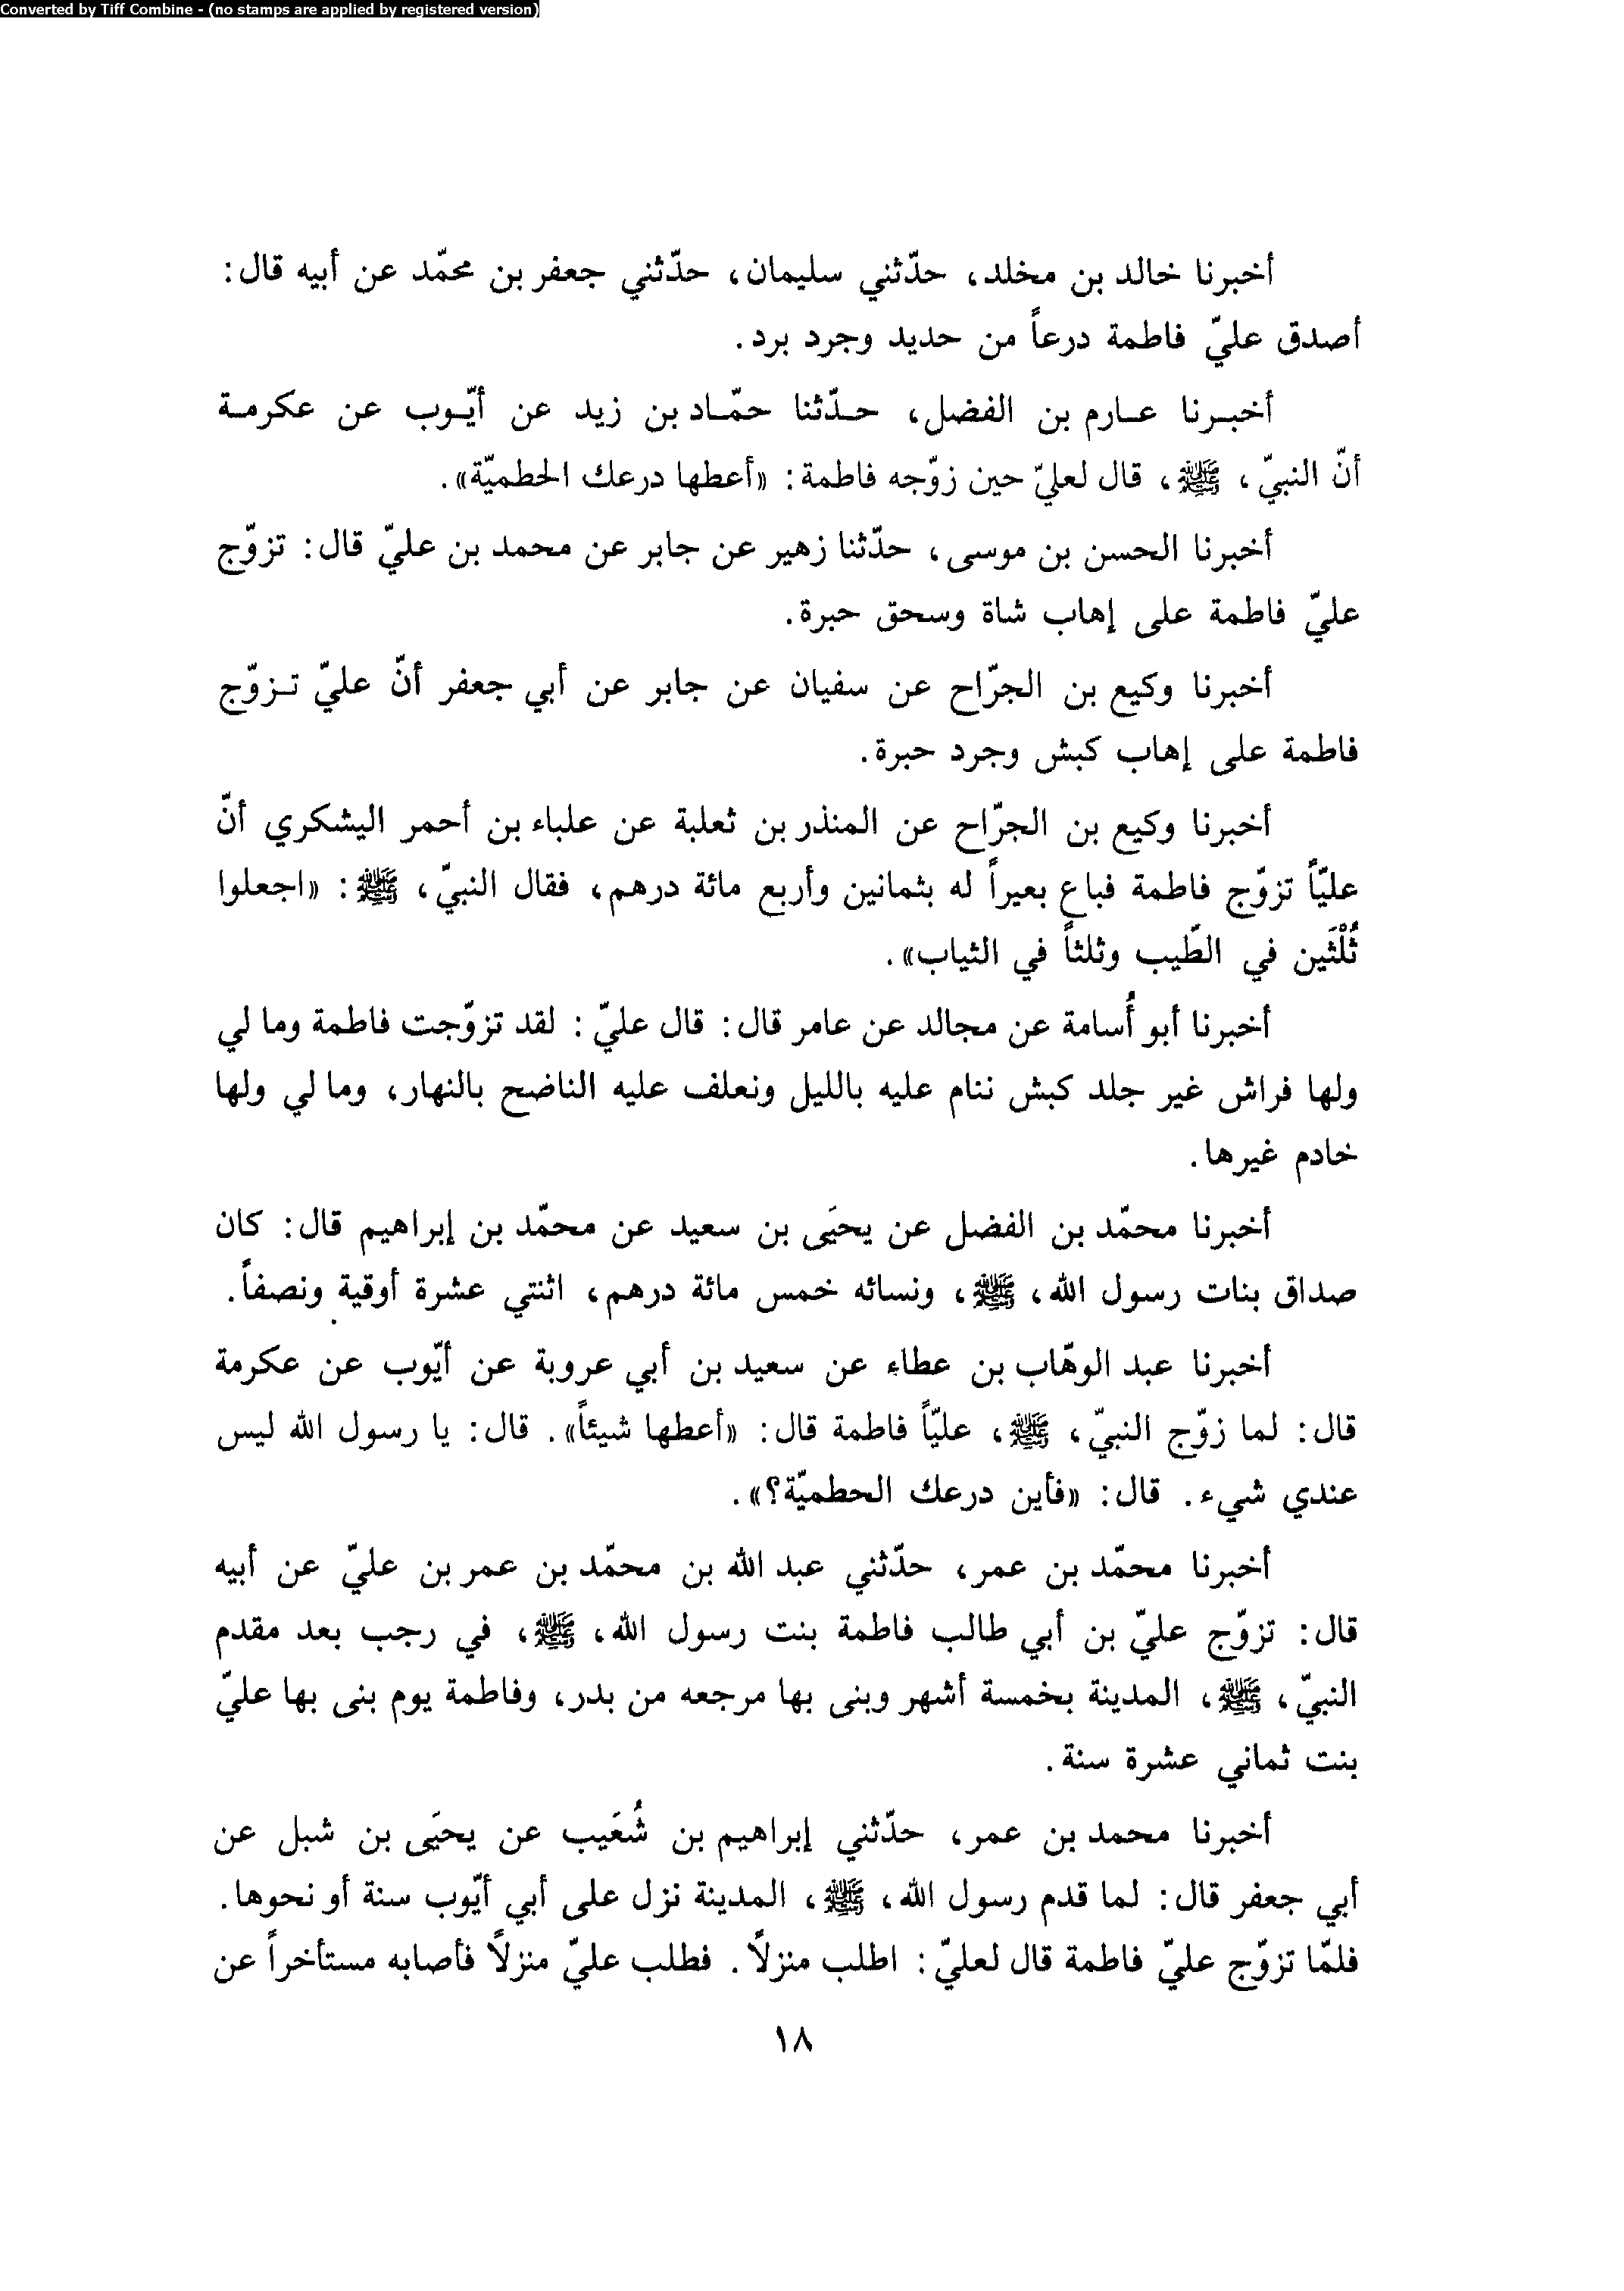 Converted by Tiff Combine - (no stamps are applied by registered version)
أخبرنا خالد بن مخلد، حدّثني سليمان، حدّثني جعفر بن محمّد عن أبيه قال:
أصدق عليّ فاطمة درعاً من حديد وجرد برد.
أخبـرنا عـارم بن الفضل، حـدّثنا حمّـاد بن زيد عن أيّـوب عن عكرمـة
أنّ النبيّ، ﷺ، قال لعليّ حين زوّجه فاطمة: «أعطها درعك الحطميّة».
أخبرنا الحسن بن موسى، حدّثنا زهير عن جابر عن محمد بن عليّ قال: تزوّج
عليّ فاطمة على إهاب شاة وسحق حبرة.
أخبرنا وكيع بن الجرّاح عن سفيان عن جابر عن أبي جعفر أنّ عليّ تـزوّج
فاطمة على إهاب كبش وجرد حبرة.
أخبرنا وكيع بن الجرّاح عن المنذر بن ثعلبة عن علباء بن أحمر اليشكري أنّ
عليّاً تزوّج فاطمة فباع بعيراً له بثمانين وأربع مائة درهم، فقال النبيّ، ﷺ: «اجعلوا
ثُلْثَين في الطّيب وثلثاً في الثياب».
أخبرنا أبو أُسامة عن مجالد عن عامر قال: قال عليّ: لقد تزوّجت فاطمة وما لي
ولها فراش غير جلد كبش ننام عليه بالليل ونعلف عليه الناضح بالنهار، وما لي ولها
خادم غيرها.
أخبرنا محمّد بن الفضل عن يحيَى بن سعيد عن محمّد بن إبراهيم قال: كان
صداق بنات رسول الله، ﷺ، ونسائه خمس مائة درهم، اثنتي عشرة أوقية ونصفاً.
أخبرنا عبد الوهّاب بن عطاء عن سعيد بن أبي عروبة عن أيّوب عن عكرمة
قال: لما زوّج النبيّ، ﷺ، عليّاً فاطمة قال: «أعطها شيئاً». قال: يا رسول الله ليس
عندي شيء. قال: «فأين درعك الحطميّة؟».
أخبرنا محمّد بن عمر، حدّثني عبد الله بن محمّد بن عمر بن عليّ عن أبيه
قال: تزوّج عليّ بن أبي طالب فاطمة بنت رسول الله، ﷺ، في رجب بعد مقدم
النبيّ، ﷺ، المدينة بخمسة أشهر وبنى بها مرجعه من بدر، وفاطمة يوم بنى بها عليّ
بنت ثماني عشرة سنة.
أخبرنا محمد بن عمر، حدّثني إبراهيم بن شُعَيب عن يحيَى بن شبل عن
أبي جعفر قال: لما قدم رسول الله، ﷺ، المدينة نزل على أبي أيّوب سنة أو نحوها.
فلمّا تزوّج عليّ فاطمة قال لعليّ: اطلب منزلاً. فطلب عليّ منزلاً فأصابه مستأخراً عن
١٨